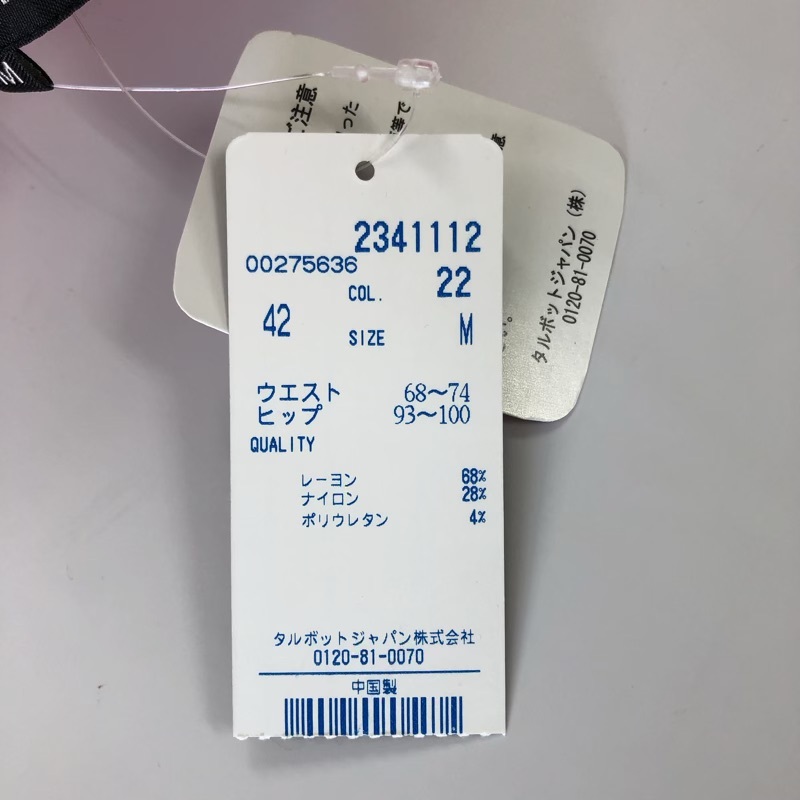 M
ご注意
2341112
00275636
COL. 22
42 SIZE M
ウエスト 68〜74
ヒップ 93〜100
QUALITY
レーヨン 68%
ナイロン 28%
ポリウレタン 4%
タルボットジャパン株式会社
0120-81-0070
中国製
タルボットジャパン（株）
0120-81-0070